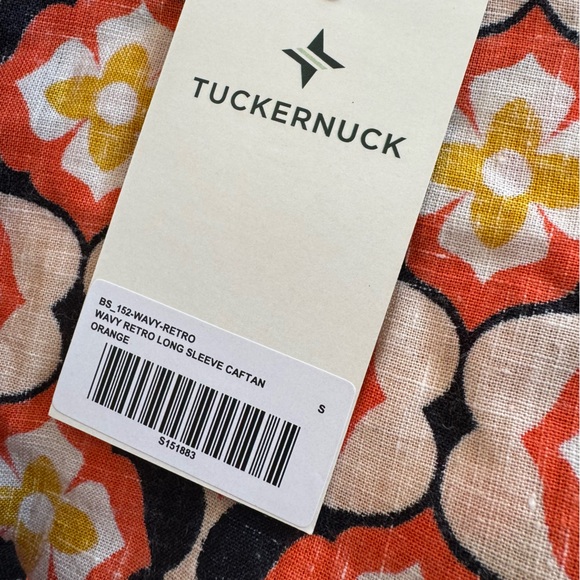 TUCKERNUCK
BS_152-WAVY-RETRO
WAVY RETRO LONG SLEEVE CAFTAN
ORANGE
S
S151883